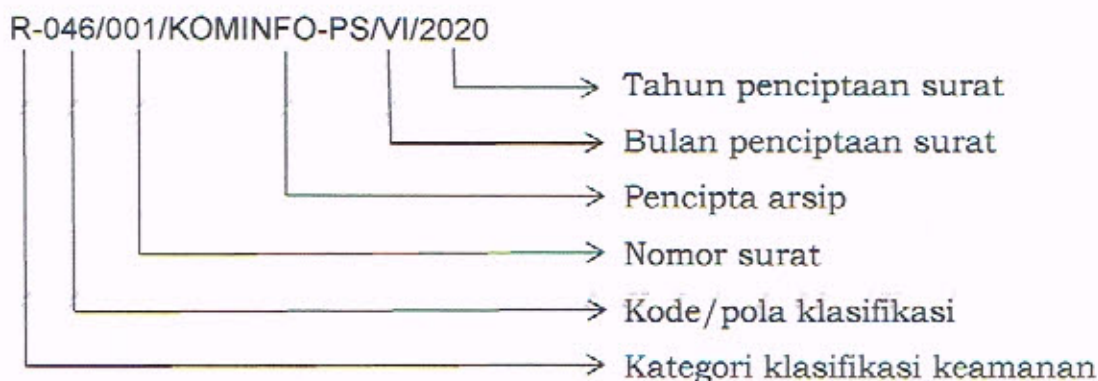 R-046/001/KOMINFO-PS/VI/2020
Tahun penciptaan surat
Bulan penciptaan surat
Pencipta arsip
Nomor surat
Kode/pola klasifikasi
Kategori klasifikasi keamanan